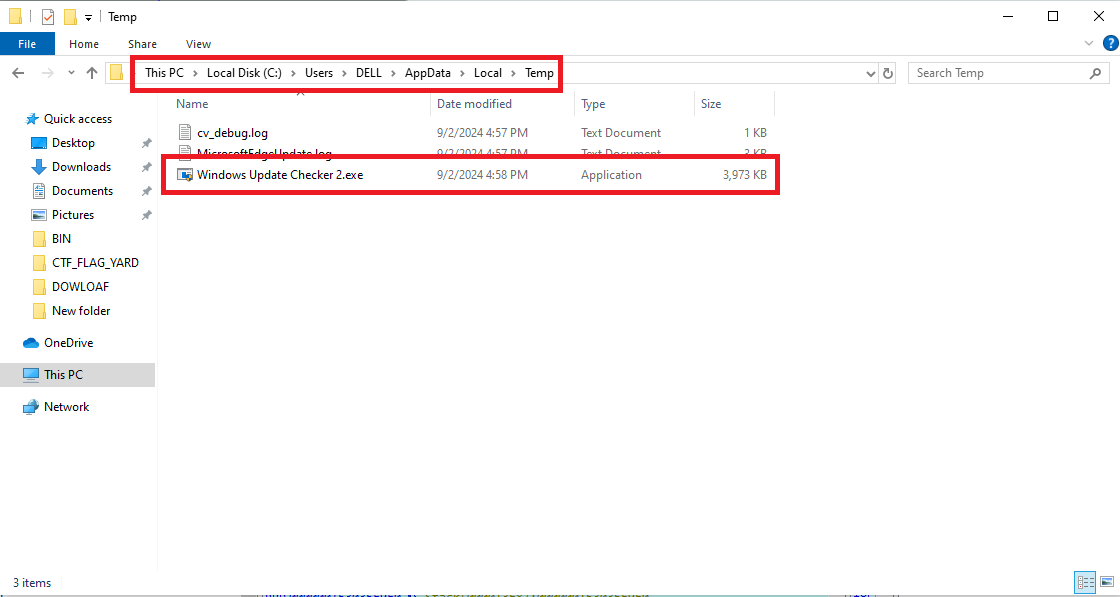 Temp
File Home Share View
This PC > Local Disk (C:) > Users > DELL > AppData > Local > Temp
Search Temp
Name Date modified Type Size
Quick access
Desktop
Downloads
Documents
Pictures
BIN
CTF_FLAG_YARD
DOWLOAF
New folder
OneDrive
This PC
Network
cv_debug.log 9/2/2024 4:57 PM Text Document 1 KB
MicrosoftEdgeUpdate.log 9/2/2024 4:57 PM Text Document 3 KB
Windows Update Checker 2.exe 9/2/2024 4:58 PM Application 3,973 KB
3 items